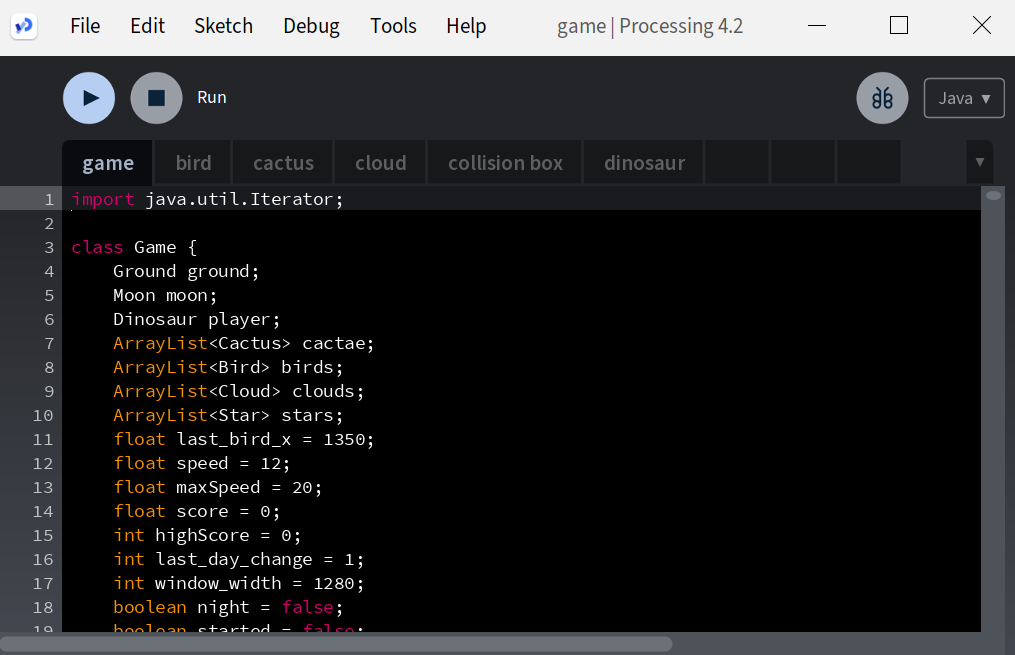 File Edit Sketch Debug Tools Help game | Processing 4.2
Run Java ▼
game bird cactus cloud collision box dinosaur ▼
1 import java.util.Iterator;
2
3 class Game {
4 Ground ground;
5 Moon moon;
6 Dinosaur player;
7 ArrayList<Cactus> cactae;
8 ArrayList<Bird> birds;
9 ArrayList<Cloud> clouds;
10 ArrayList<Star> stars;
11 float last_bird_x = 1350;
12 float speed = 12;
13 float maxSpeed = 20;
14 float score = 0;
15 int highScore = 0;
16 int last_day_change = 1;
17 int window_width = 1280;
18 boolean night = false;
19 boolean started = false;